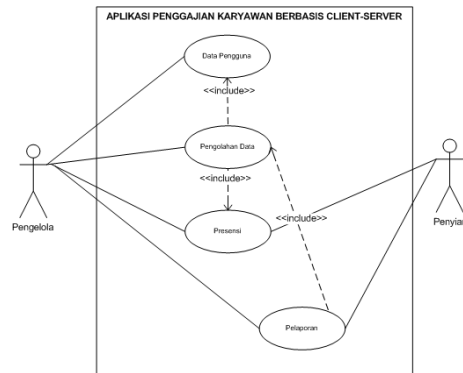 APLIKASI PENGGAJIAN KARYAWAN BERBASIS CLIENT-SERVER
Data Pengguna
<<include>>
Pengolahan Data
<<include>>
Pengelola
Penyiar
<<include>>
Presensi
Pelaporan